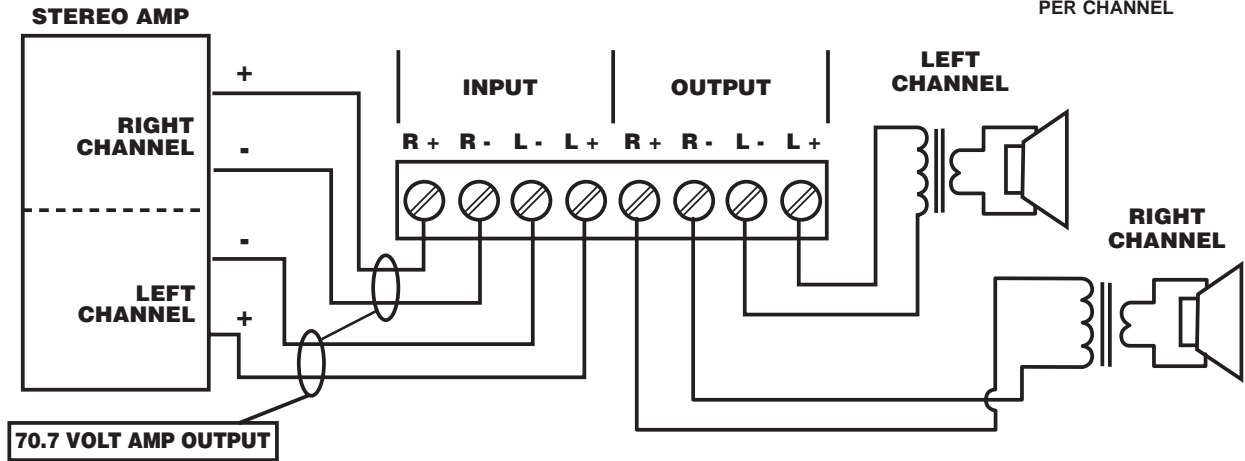 PER CHANNEL
STEREO AMP
+
RIGHT
CHANNEL
-
-
LEFT
CHANNEL
+
70.7 VOLT AMP OUTPUT
INPUT
OUTPUT
R + R - L - L + R + R - L - L +
LEFT
CHANNEL
RIGHT
CHANNEL